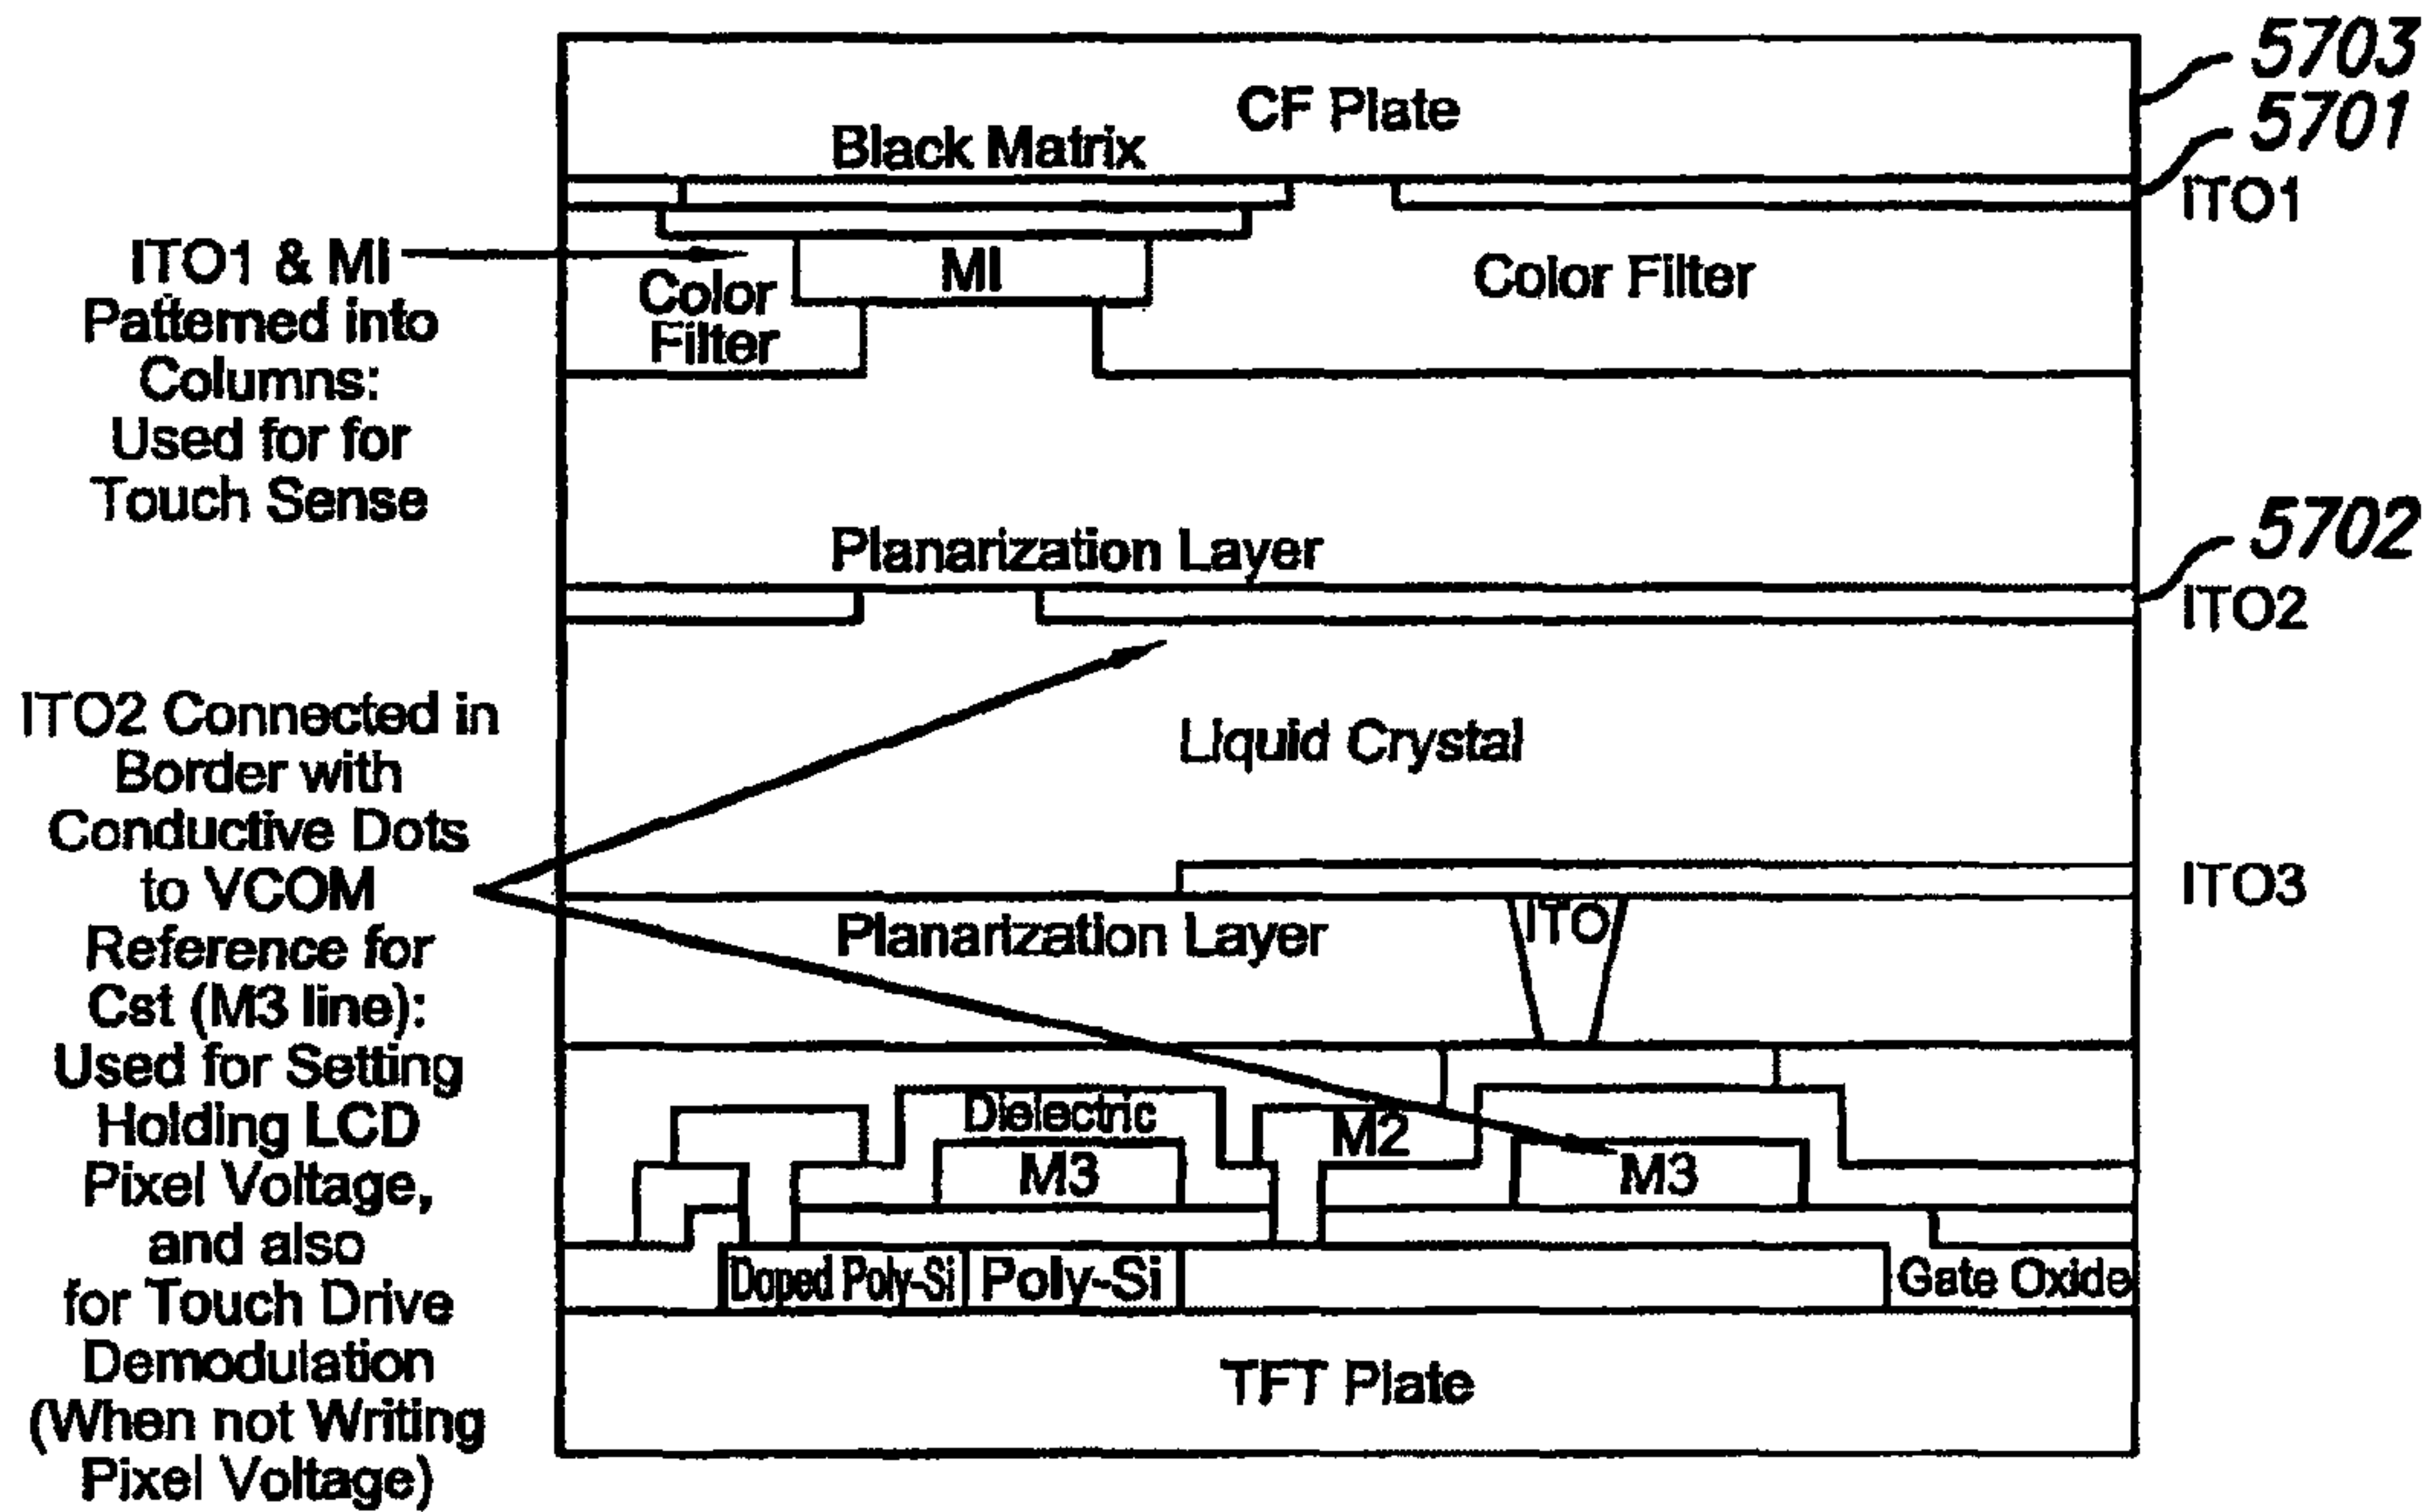 5703
CF Plate
5701
Black Matrix
ITO1
ITO1 & MI
Patterned into
Columns:
Used for for
Touch Sense
MI
Color
Filter
Color Filter
5702
Planarization Layer
ITO2
ITO2 Connected in
Border with
Conductive Dots
to VCOM
Reference for
Cst (M3 line):
Used for Setting
Holding LCD
Pixel Voltage,
and also
for Touch Drive
Demodulation
(When not Writing
Pixel Voltage)
Liquid Crystal
ITO3
ITO
Planarization Layer
Dielectric
M2
M3
M3
Doped Poly-Si
Poly-Si
Gate Oxide
TFT Plate